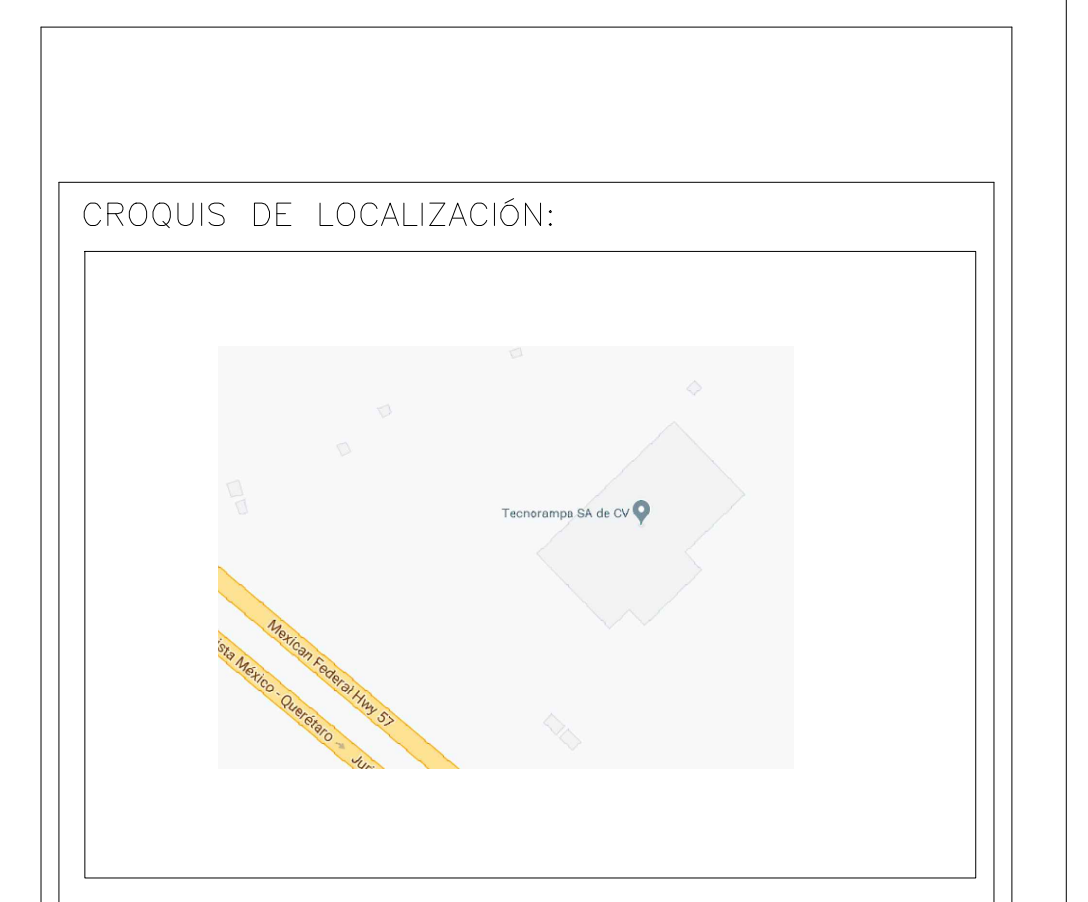 CROQUIS DE LOCALIZACIÓN:
Tecnorampa SA de CV
Mexican Federal Hwy 57
ista México - Querétaro